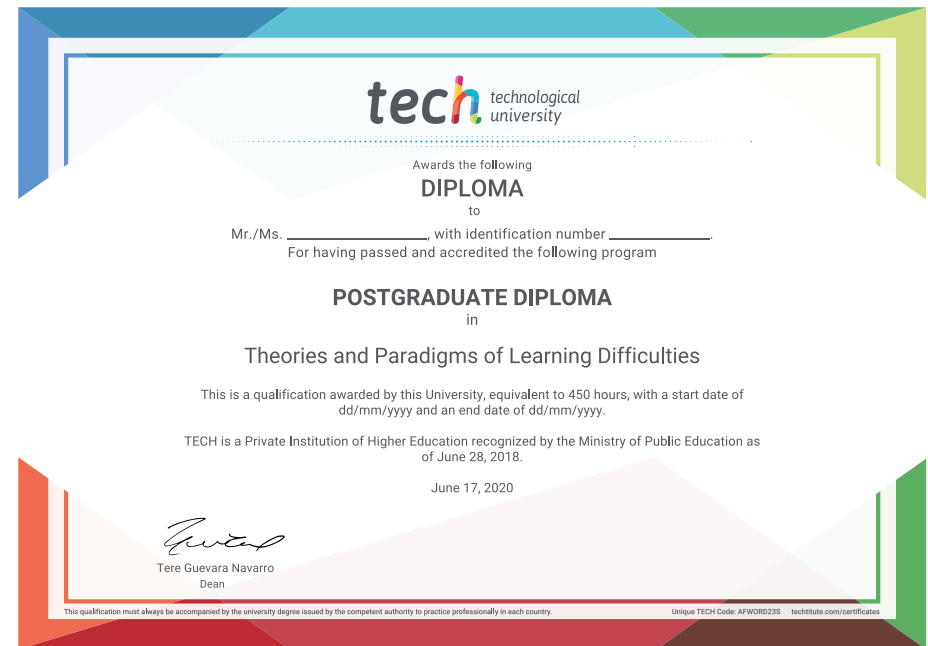 tech technological
university
Awards the following
DIPLOMA
to
Mr./Ms. ____________________, with identification number ______________.
For having passed and accredited the following program
POSTGRADUATE DIPLOMA
in
Theories and Paradigms of Learning Difficulties
This is a qualification awarded by this University, equivalent to 450 hours, with a start date of
dd/mm/yyyy and an end date of dd/mm/yyyy.
TECH is a Private Institution of Higher Education recognized by the Ministry of Public Education as
of June 28, 2018.
June 17, 2020
Tere Guevara Navarro
Dean
This qualification must always be accompanied by the university degree issued by the competent authority to practice professionally in each country.
Unique TECH Code: AFWORD23S techtitute.com/certificates